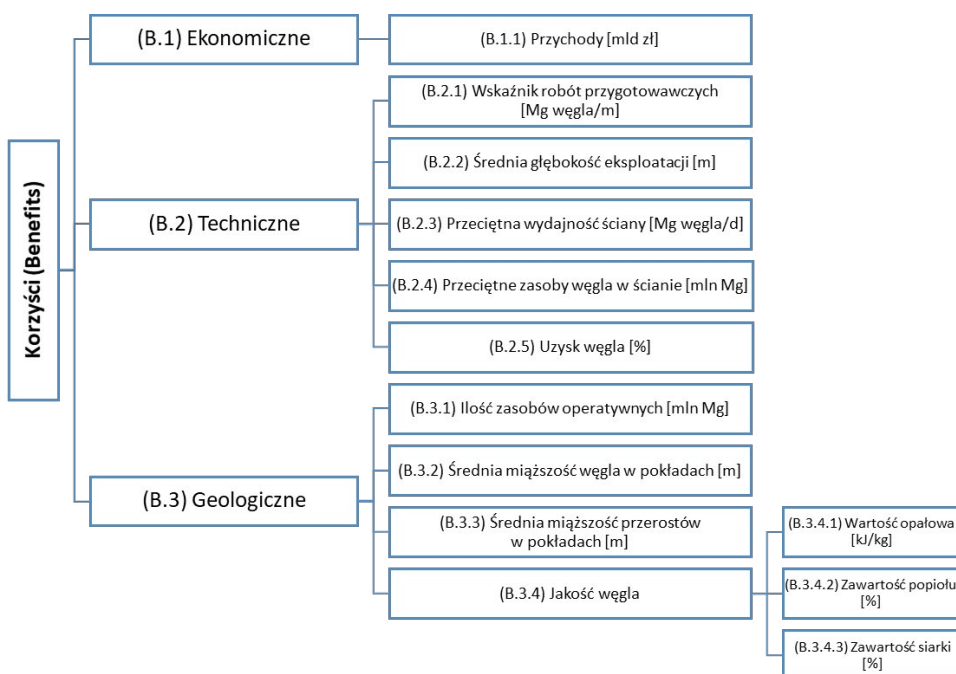 Korzyści (Benefits)
(B.1) Ekonomiczne
(B.1.1) Przychody [mld zł]
(B.2) Techniczne
(B.2.1) Wskaźnik robót przygotowawczych
[Mg węgla/m]
(B.2.2) Średnia głębokość eksploatacji [m]
(B.2.3) Przeciętna wydajność ściany [Mg węgla/d]
(B.2.4) Przeciętne zasoby węgla w ścianie [mln Mg]
(B.2.5) Uzysk węgla [%]
(B.3) Geologiczne
(B.3.1) Ilość zasobów operatywnych [mln Mg]
(B.3.2) Średnia miąższość węgla w pokładach [m]
(B.3.3) Średnia miąższość przerostów
w pokładach [m]
(B.3.4) Jakość węgla
(B.3.4.1) Wartość opałowa
[kJ/kg]
(B.3.4.2) Zawartość popiołu
[%]
(B.3.4.3) Zawartość siarki
[%]